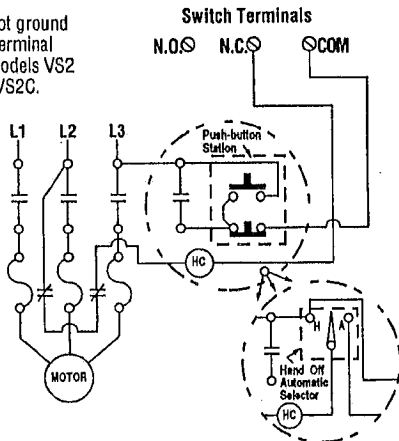 Switch Terminals
ot ground
erminal
odels VS2
VS2C.
N.O. N.C. COM
L1 L2 L3
Push-button
Station
HC
H A
Hand Off
Automatic
Selector
HC
MOTOR